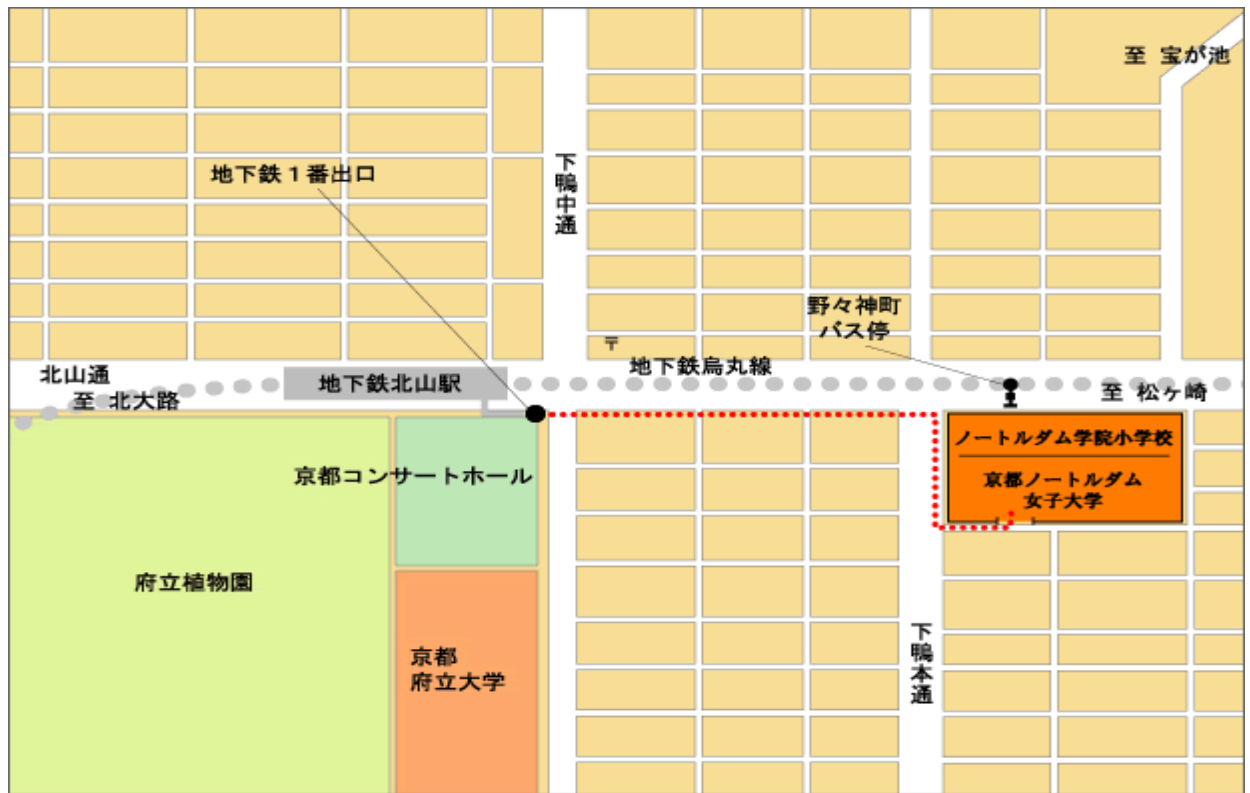 至 宝が池
地下鉄1番出口
下鴨中通
野々神町
バス停
〒
地下鉄烏丸線
北山通
地下鉄北山駅
至 北大路
至 松ヶ崎
ノートルダム学院小学校
京都コンサートホール
京都ノートルダム
女子大学
府立植物園
京都
府立大学
下鴨本通